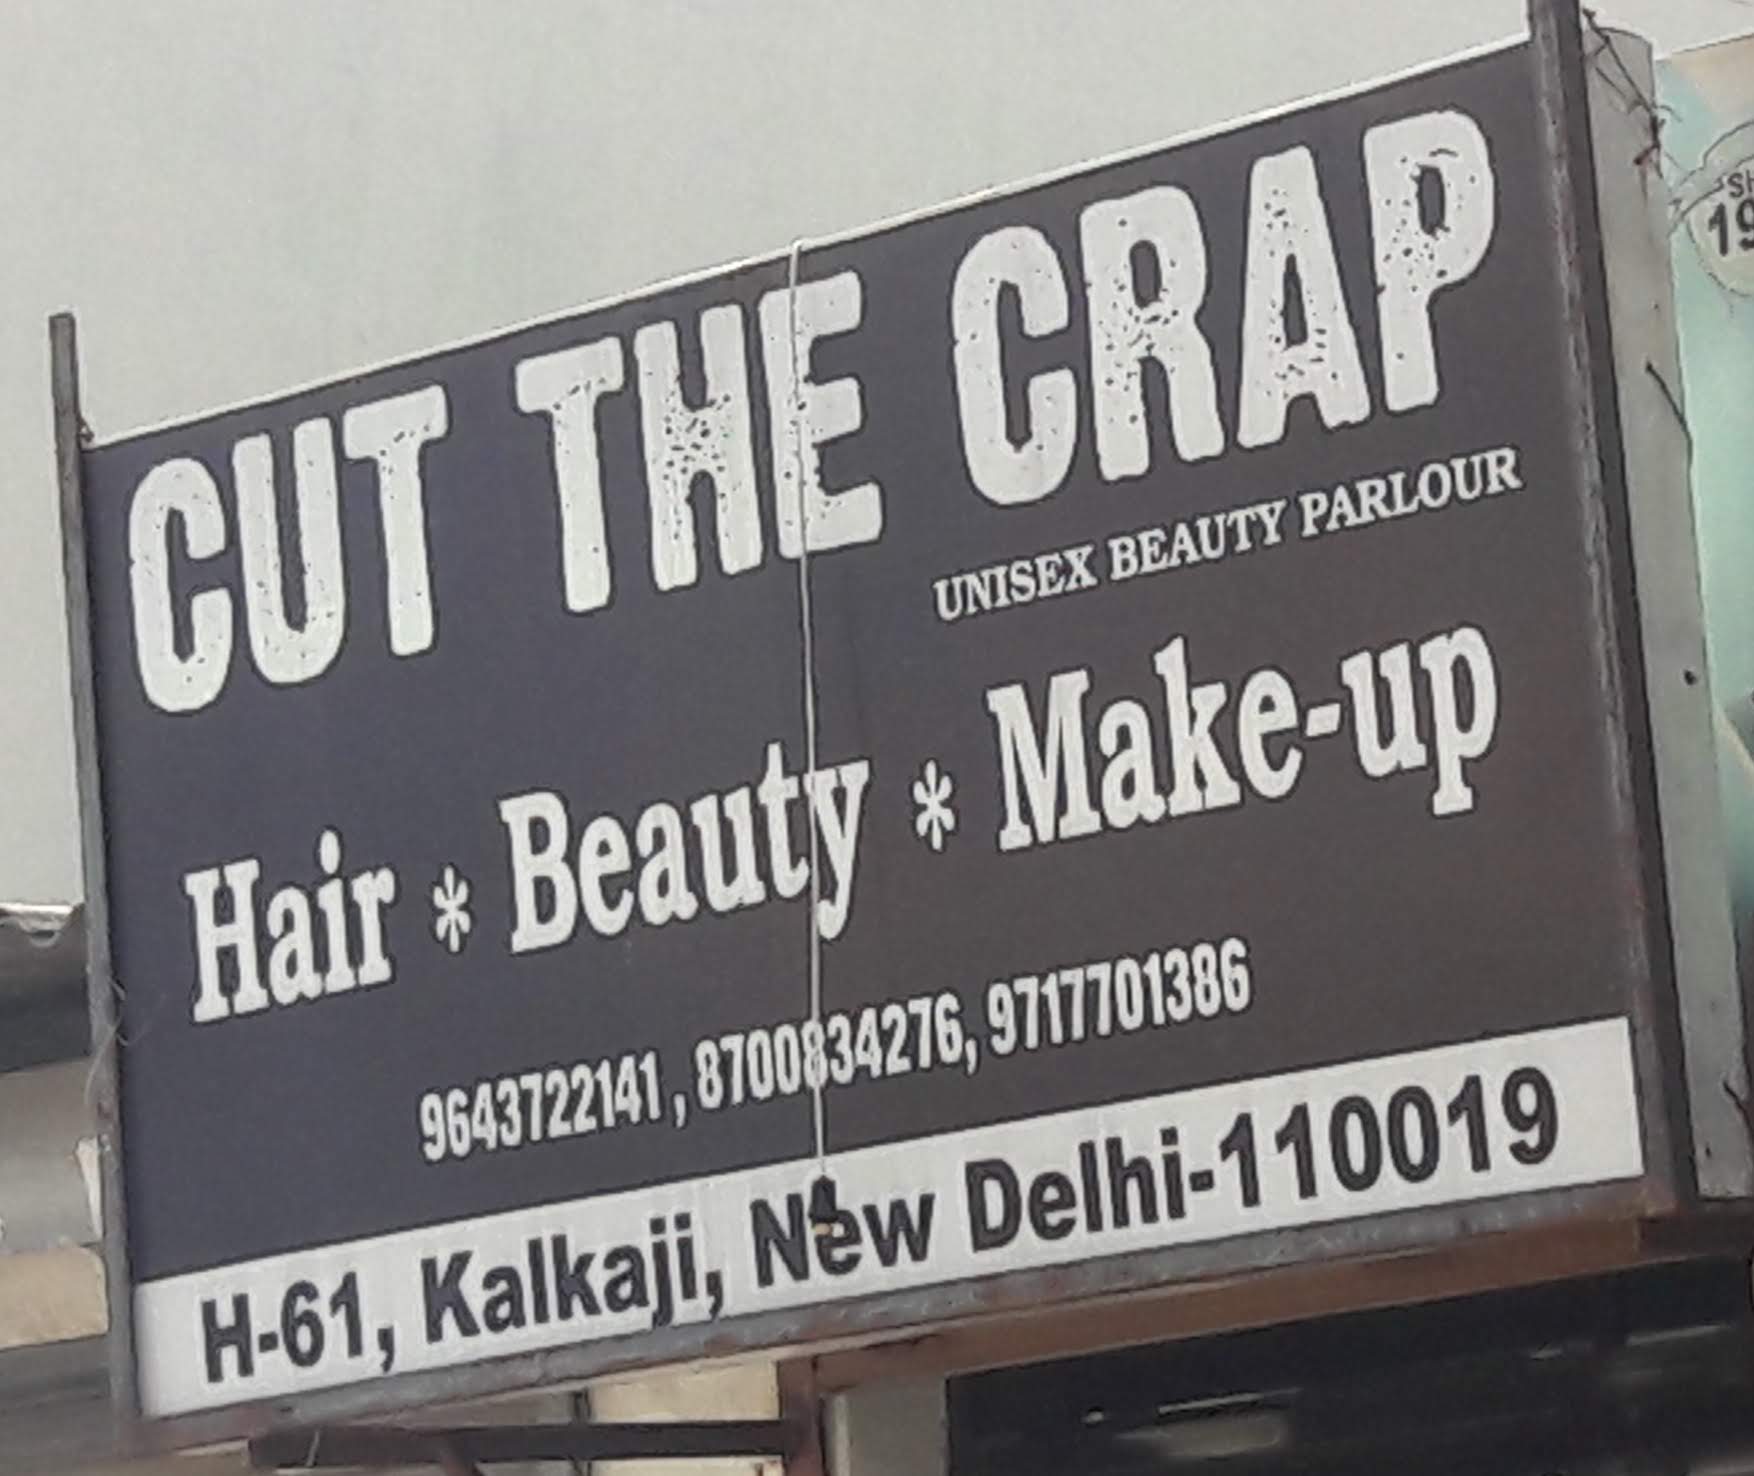 CUT THE CRAP
UNISEX BEAUTY PARLOUR
Hair * Beauty * Make-up
9643722141 , 8700834276, 9717701386
H-61, Kalkaji, New Delhi-110019